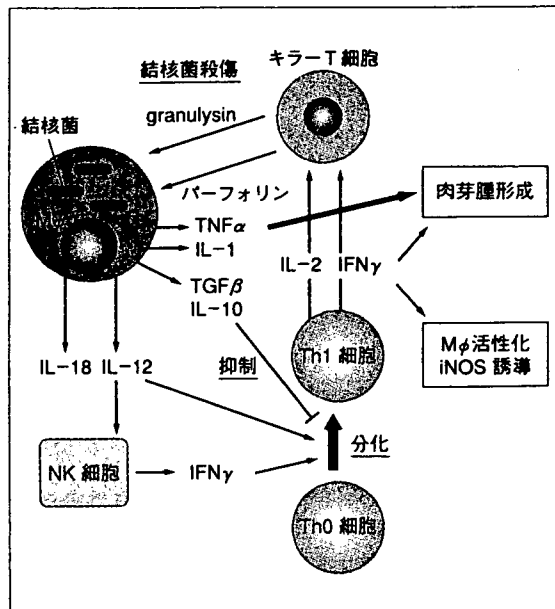 キラーT 細胞
結核菌殺傷
granulysin
結核菌
パーフォリン
TNFα
IL-1
肉芽腫形成
TGFβ
IL-10
IL-2
IFNγ
IL-18
IL-12
抑制
Th1 細胞
Mφ活性化
iNOS 誘導
分化
NK 細胞
IFNγ
Th0 細胞